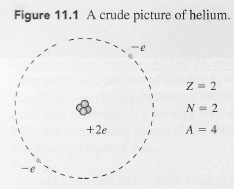 Figure 11.1 A crude picture of helium.
−e
Z = 2
N = 2
+2e
A = 4
−e